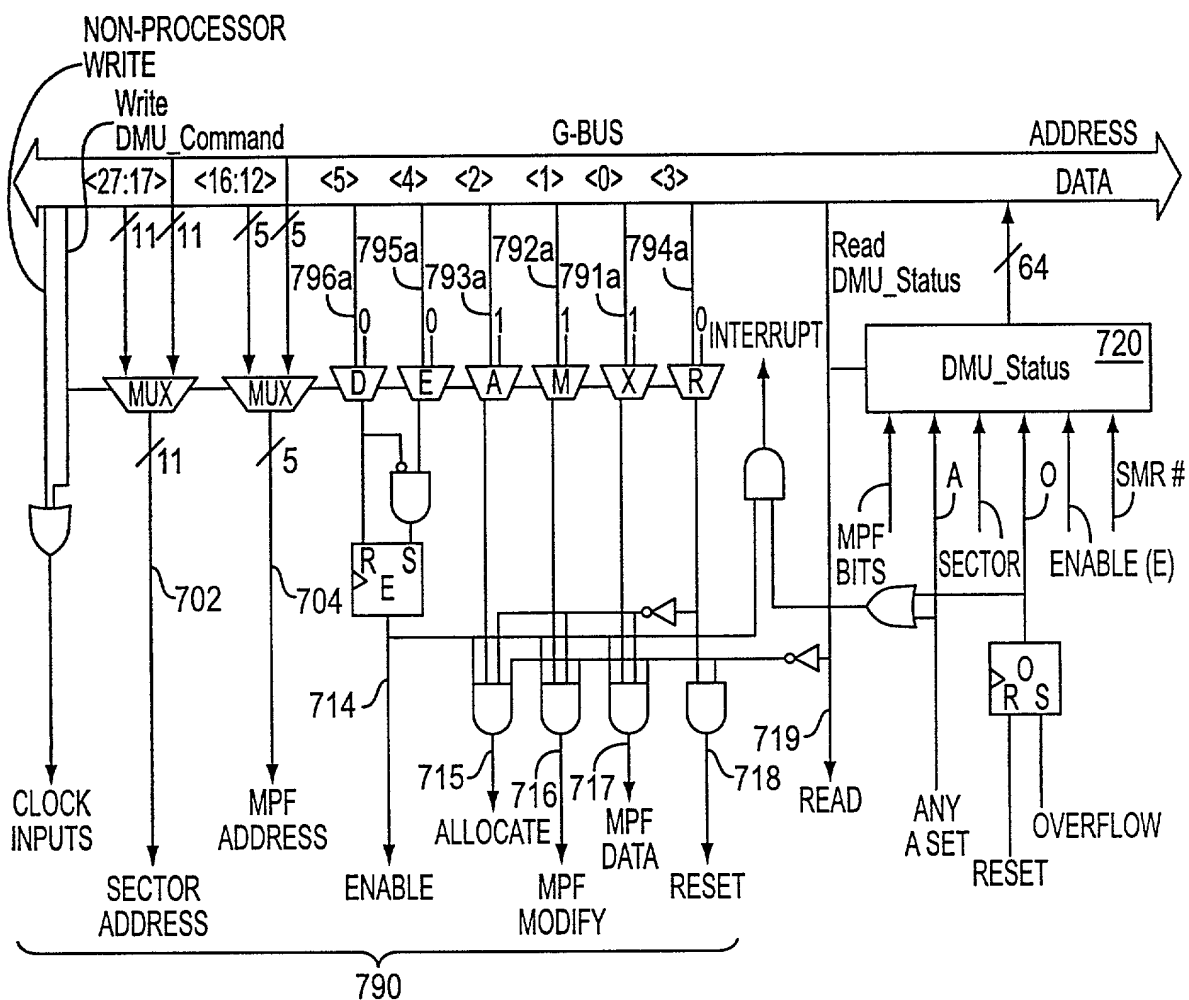 NON-PROCESSOR
WRITE
Write
DMU_Command
G-BUS
ADDRESS
<27:17>
<16:12>
<5>
<4>
<2>
<1>
<0>
<3>
DATA
11
11
5
5
796a
795a
793a
792a
791a
794a
Read
DMU_Status
64
0
0
1
1
1
0
INTERRUPT
720
DMU_Status
MUX
MUX
D
E
A
M
X
R
11
5
A
O
SMR #
MPF
BITS
SECTOR
ENABLE (E)
R S
E
702
704
O
R S
714
719
715
716
717
718
CLOCK
INPUTS
MPF
ADDRESS
ALLOCATE
MPF
DATA
READ
ANY
A SET
OVERFLOW
RESET
SECTOR
ADDRESS
ENABLE
MPF
MODIFY
RESET
790